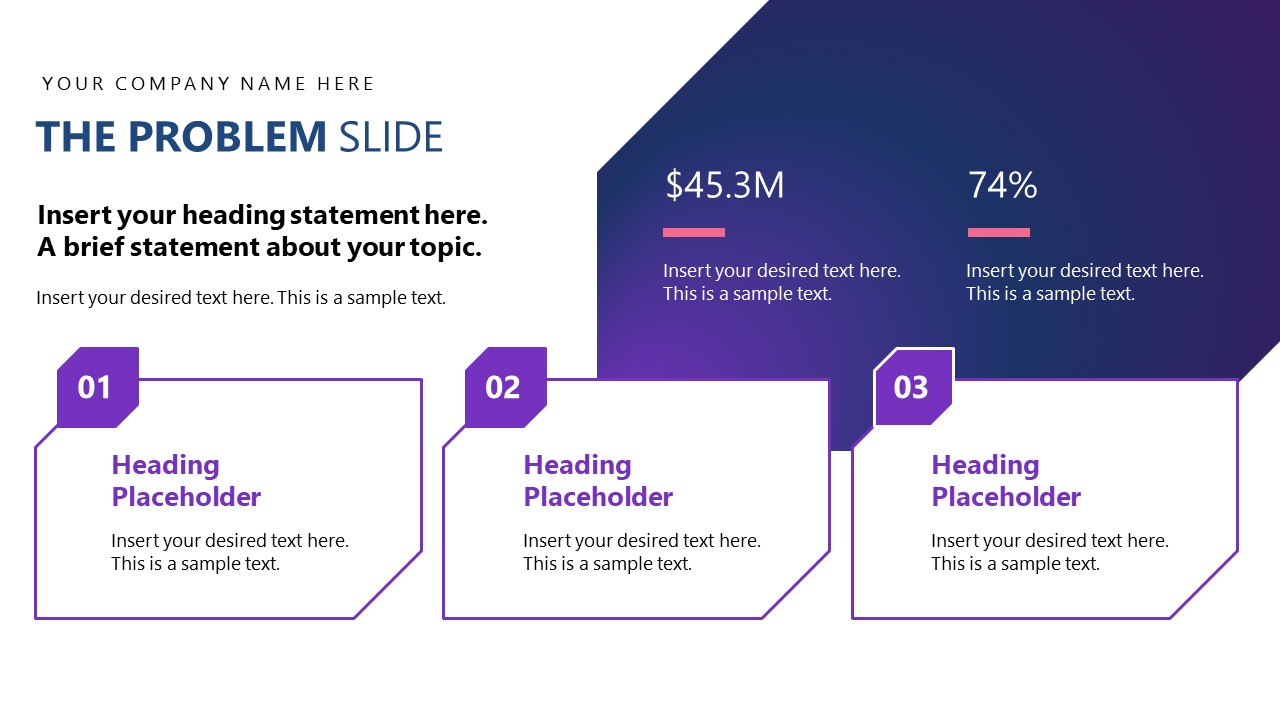 YOUR COMPANY NAME HERE
THE PROBLEM SLIDE
Insert your heading statement here.
A brief statement about your topic.
Insert your desired text here. This is a sample text.
$45.3M
Insert your desired text here.
This is a sample text.
74%
Insert your desired text here.
This is a sample text.
01
Heading
Placeholder
Insert your desired text here.
This is a sample text.
02
Heading
Placeholder
Insert your desired text here.
This is a sample text.
03
Heading
Placeholder
Insert your desired text here.
This is a sample text.